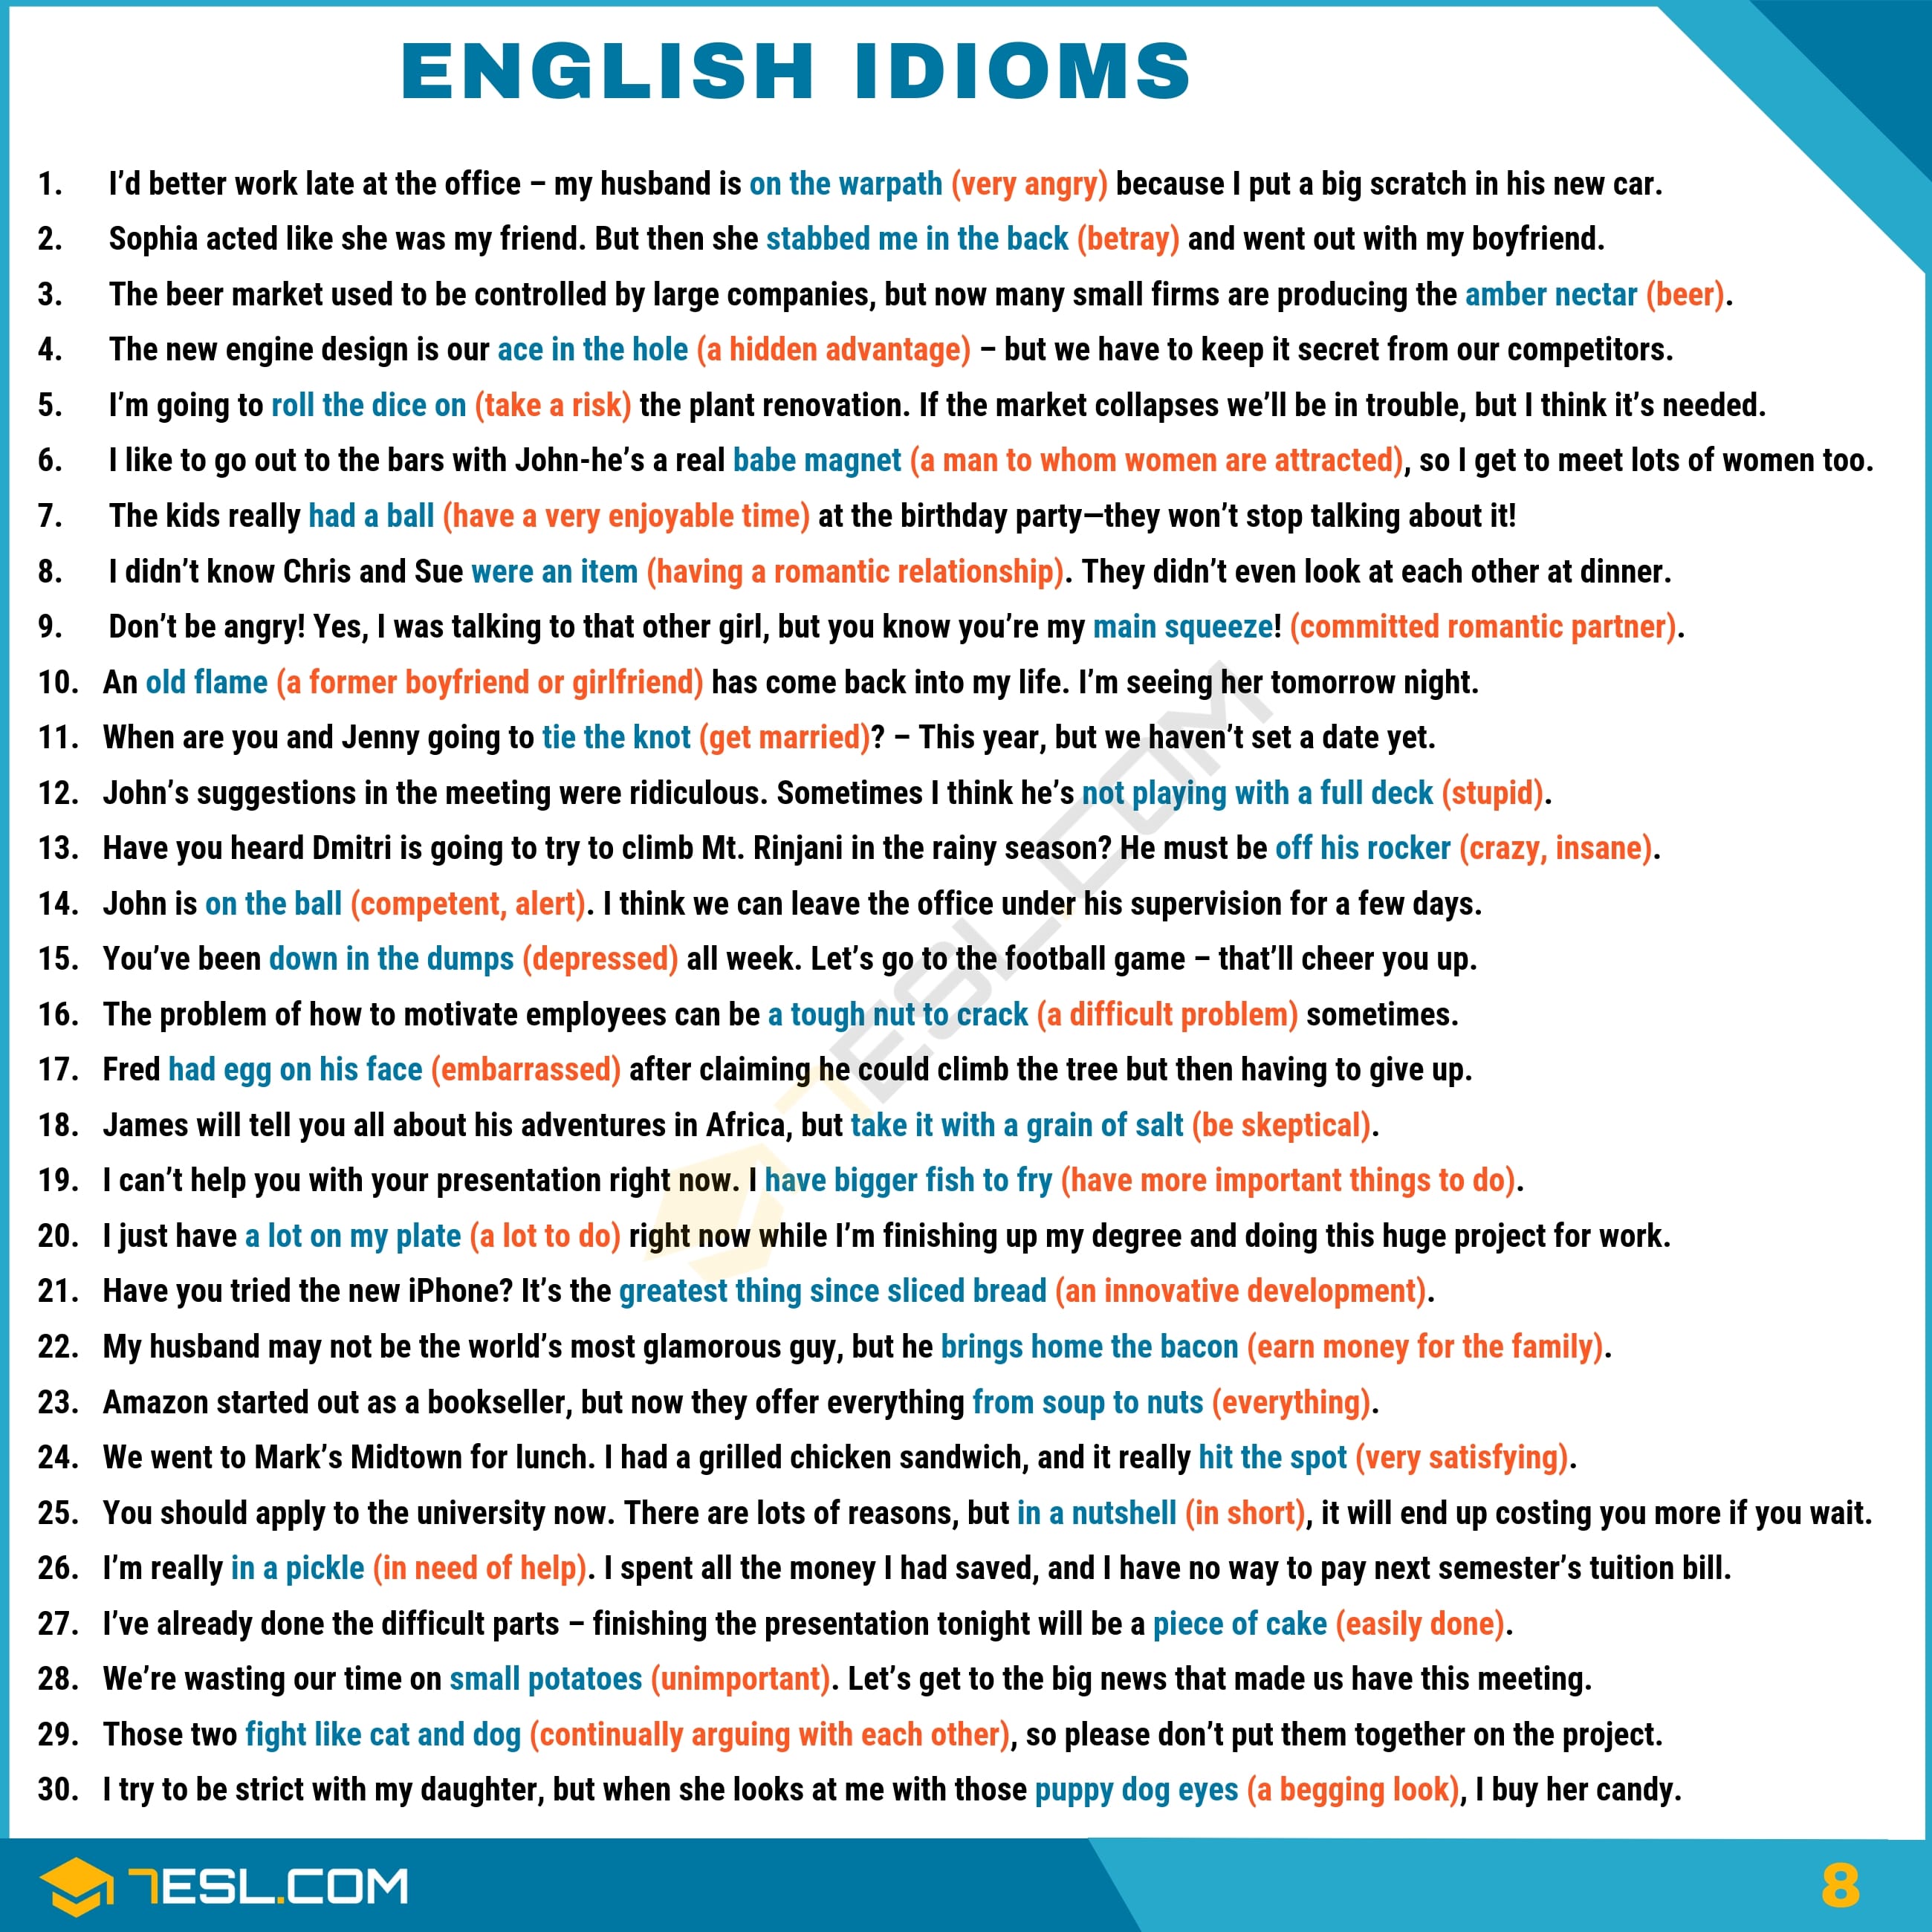 ENGLISH IDIOMS
1. I’d better work late at the office – my husband is on the warpath (very angry) because I put a big scratch in his new car.
2. Sophia acted like she was my friend. But then she stabbed me in the back (betray) and went out with my boyfriend.
3. The beer market used to be controlled by large companies, but now many small firms are producing the amber nectar (beer).
4. The new engine design is our ace in the hole (a hidden advantage) – but we have to keep it secret from our competitors.
5. I’m going to roll the dice on (take a risk) the plant renovation. If the market collapses we’ll be in trouble, but I think it’s needed.
6. I like to go out to the bars with John-he’s a real babe magnet (a man to whom women are attracted), so I get to meet lots of women too.
7. The kids really had a ball (have a very enjoyable time) at the birthday party—they won’t stop talking about it!
8. I didn’t know Chris and Sue were an item (having a romantic relationship). They didn’t even look at each other at dinner.
9. Don’t be angry! Yes, I was talking to that other girl, but you know you’re my main squeeze! (committed romantic partner).
10. An old flame (a former boyfriend or girlfriend) has come back into my life. I’m seeing her tomorrow night.
11. When are you and Jenny going to tie the knot (get married)? – This year, but we haven’t set a date yet.
12. John’s suggestions in the meeting were ridiculous. Sometimes I think he’s not playing with a full deck (stupid).
13. Have you heard Dmitri is going to try to climb Mt. Rinjani in the rainy season? He must be off his rocker (crazy, insane).
14. John is on the ball (competent, alert). I think we can leave the office under his supervision for a few days.
15. You’ve been down in the dumps (depressed) all week. Let’s go to the football game – that’ll cheer you up.
16. The problem of how to motivate employees can be a tough nut to crack (a difficult problem) sometimes.
17. Fred had egg on his face (embarrassed) after claiming he could climb the tree but then having to give up.
18. James will tell you all about his adventures in Africa, but take it with a grain of salt (be skeptical).
19. I can’t help you with your presentation right now. I have bigger fish to fry (have more important things to do).
20. I just have a lot on my plate (a lot to do) right now while I’m finishing up my degree and doing this huge project for work.
21. Have you tried the new iPhone? It’s the greatest thing since sliced bread (an innovative development).
22. My husband may not be the world’s most glamorous guy, but he brings home the bacon (earn money for the family).
23. Amazon started out as a bookseller, but now they offer everything from soup to nuts (everything).
24. We went to Mark’s Midtown for lunch. I had a grilled chicken sandwich, and it really hit the spot (very satisfying).
25. You should apply to the university now. There are lots of reasons, but in a nutshell (in short), it will end up costing you more if you wait.
26. I’m really in a pickle (in need of help). I spent all the money I had saved, and I have no way to pay next semester’s tuition bill.
27. I’ve already done the difficult parts – finishing the presentation tonight will be a piece of cake (easily done).
28. We’re wasting our time on small potatoes (unimportant). Let’s get to the big news that made us have this meeting.
29. Those two fight like cat and dog (continually arguing with each other), so please don’t put them together on the project.
30. I try to be strict with my daughter, but when she looks at me with those puppy dog eyes (a begging look), I buy her candy.
7ESL.COM
7ESL.COM
8